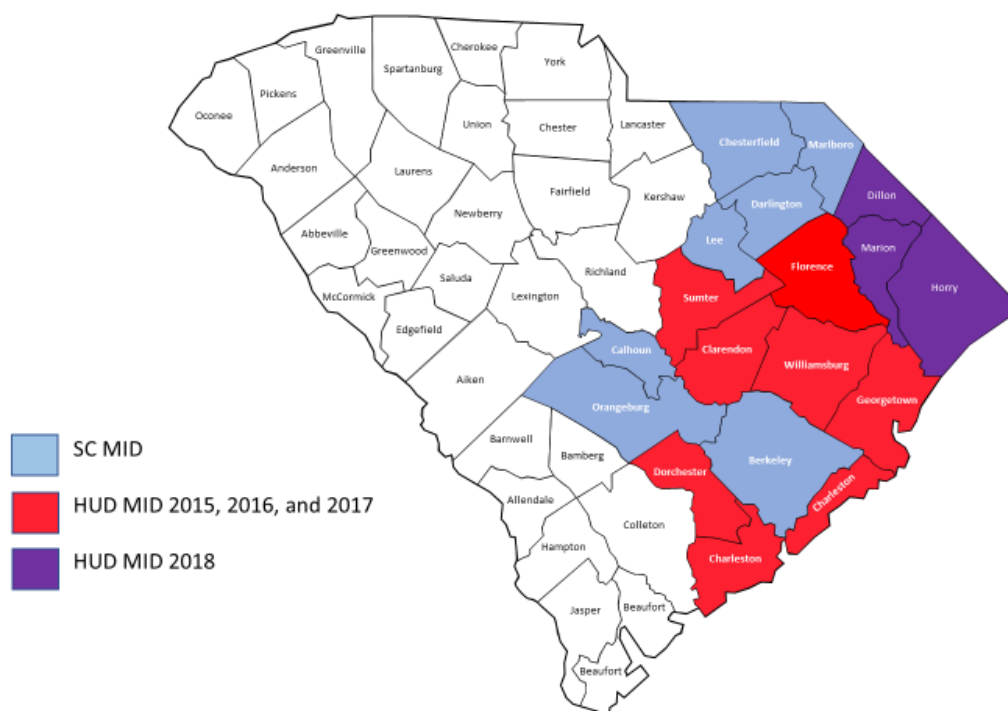 Cherokee
Greenville
York
Spartanburg
Pickens
Oconee
Union
Chester
Lancaster
Chesterfield
Marlboro
Anderson
Laurens
Fairfield
Kershaw
Dillon
Darlington
Newberry
Abbeville
Lee
Marion
Greenwood
Richland
Florence
Saluda
Horry
McCormick
Lexington
Sumter
Edgefield
Calhoun
Clarendon
Williamsburg
Aiken
Georgetown
Orangeburg
Barnwell
SC MID
Bamberg
Berkeley
Dorchester
Charleston
Allendale
HUD MID 2015, 2016, and 2017
Colleton
Hampton
Charleston
HUD MID 2018
Jasper
Beaufort
Beaufort